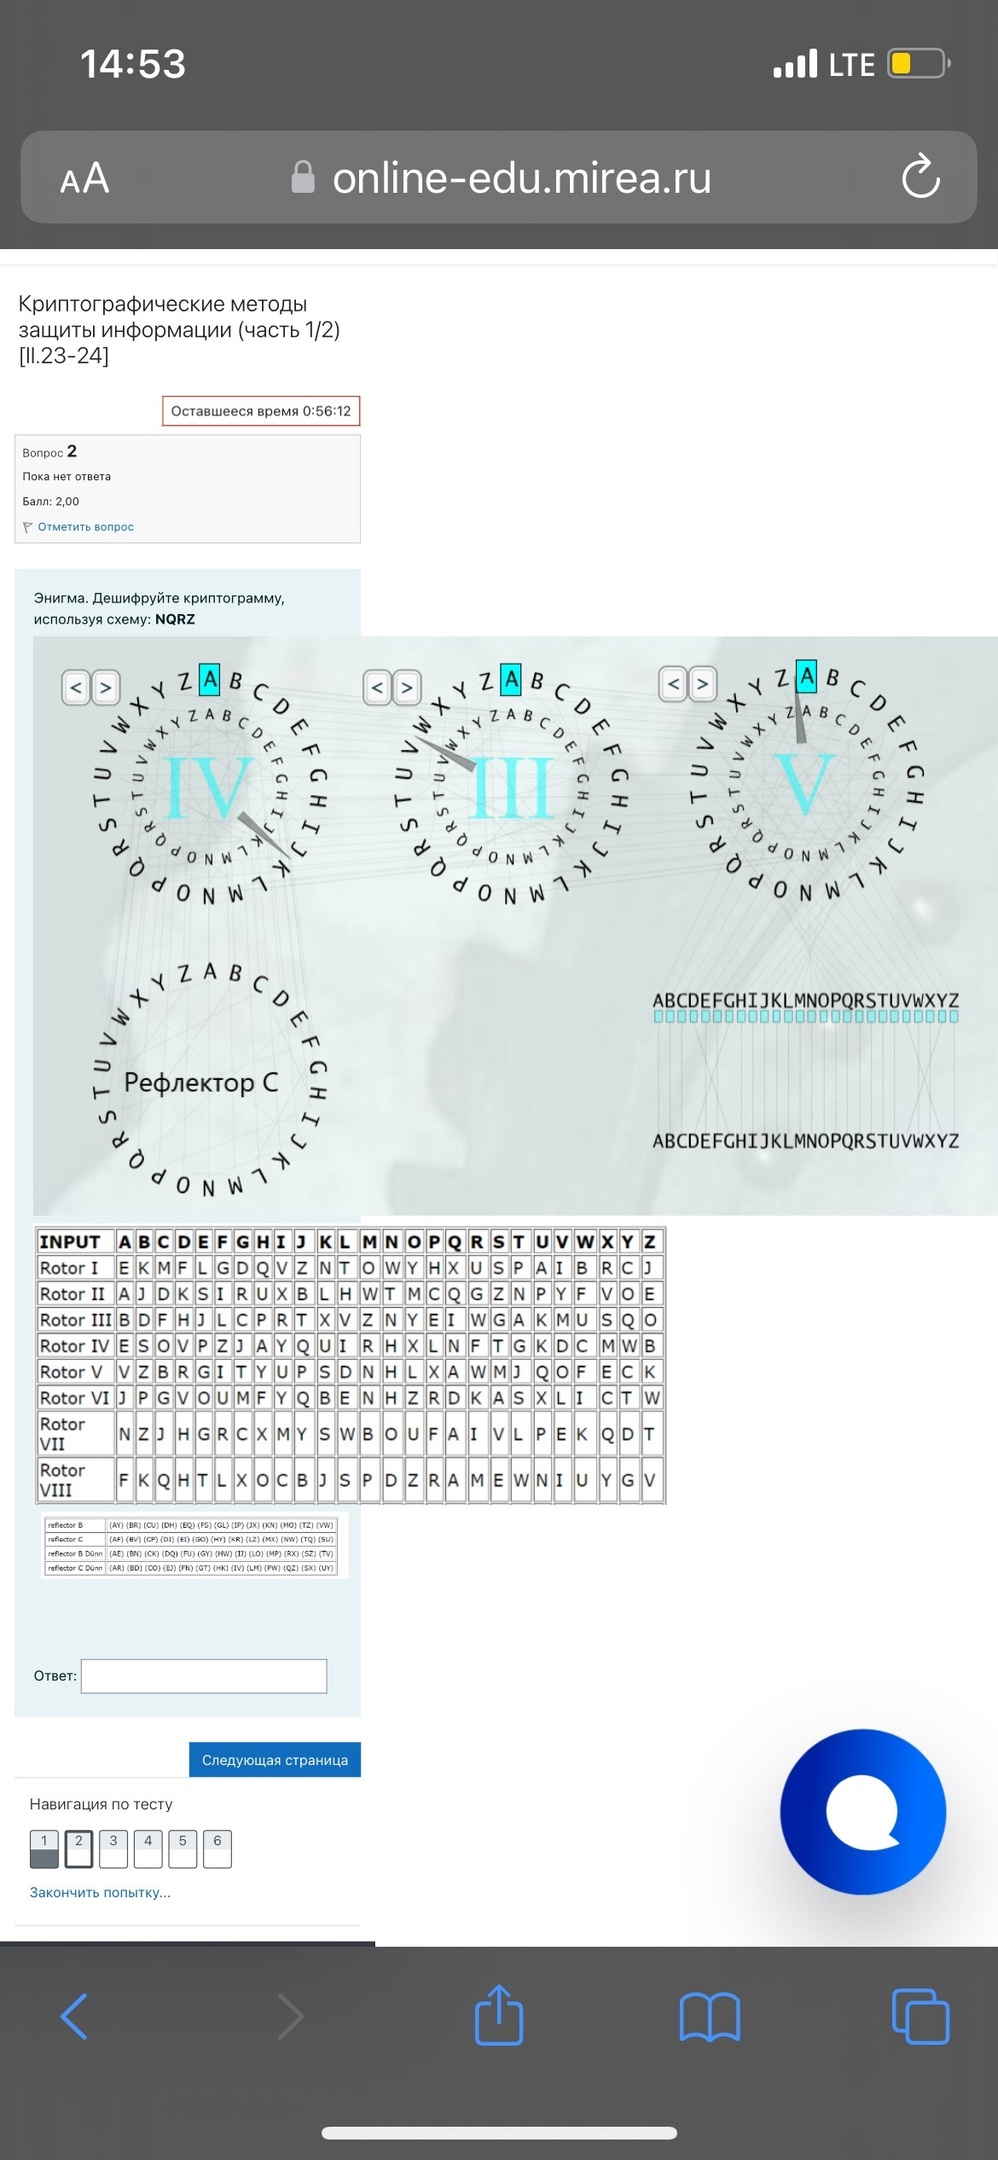 14:53
LTE
AA
online-edu.mirea.ru
Криптографические методы
защиты информации (часть 1/2)
[II.23-24]
Оставшееся время 0:56:12
Вопрос 2
Пока нет ответа
Балл: 2,00
Отметить вопрос
Энигма. Дешифруйте криптограмму,
используя схему: NQRZ
< >
< >
< >
A B C D E F G H I J K L M N O P Q R S T U V W X Y Z
A B C D E F G H I J K L M N O P Q R S T U V W X Y Z
IV
A B C D E F G H I J K L M N O P Q R S T U V W X Y Z
A B C D E F G H I J K L M N O P Q R S T U V W X Y Z
III
A B C D E F G H I J K L M N O P Q R S T U V W X Y Z
A B C D E F G H I J K L M N O P Q R S T U V W X Y Z
V
A B C D E F G H I J K L M N O P Q R S T U V W X Y Z
Рефлектор C
ABCDEFGHIJKLMNOPQRSTUVWXYZ
ABCDEFGHIJKLMNOPQRSTUVWXYZ
INPUT A B C D E F G H I J K L M N O P Q R S T U V W X Y Z
Rotor I E K M F L G D Q V Z N T O W Y H X U S P A I B R C J
Rotor II A J D K S I R U X B L H W T M C Q G Z N P Y F V O E
Rotor III B D F H J L C P R T X V Z N Y E I W G A K M U S Q O
Rotor IV E S O V P Z J A Y Q U I R H X L N F T G K D C M W B
Rotor V V Z B R G I T Y U P S D N H L X A W M J Q O F E C K
Rotor VI J P G V O U M F Y Q B E N H Z R D K A S X L I C T W
Rotor VII N Z J H G R C X M Y S W B O U F A I V L P E K Q D T
Rotor VIII F K Q H T L X O C B J S P D Z R A M E W N I U Y G V
reflector B (AY) (BR) (CU) (DH) (EQ) (FS) (GL) (IP) (JX) (KN) (MO) (TZ) (VW)
reflector C (AF) (BV) (CP) (DJ) (EI) (GO) (HY) (KR) (LZ) (MX) (NW) (TQ) (SU)
reflector B Dünn (AE) (BN) (CK) (DQ) (FU) (GY) (HW) (IJ) (LO) (MP) (RX) (SZ) (TV)
reflector C Dünn (AR) (BD) (CO) (EJ) (FN) (GT) (HK) (IV) (LM) (PW) (QZ) (SX) (UY)
Ответ:
Следующая страница
Навигация по тесту
1 2 3 4 5 6
Закончить попытку...